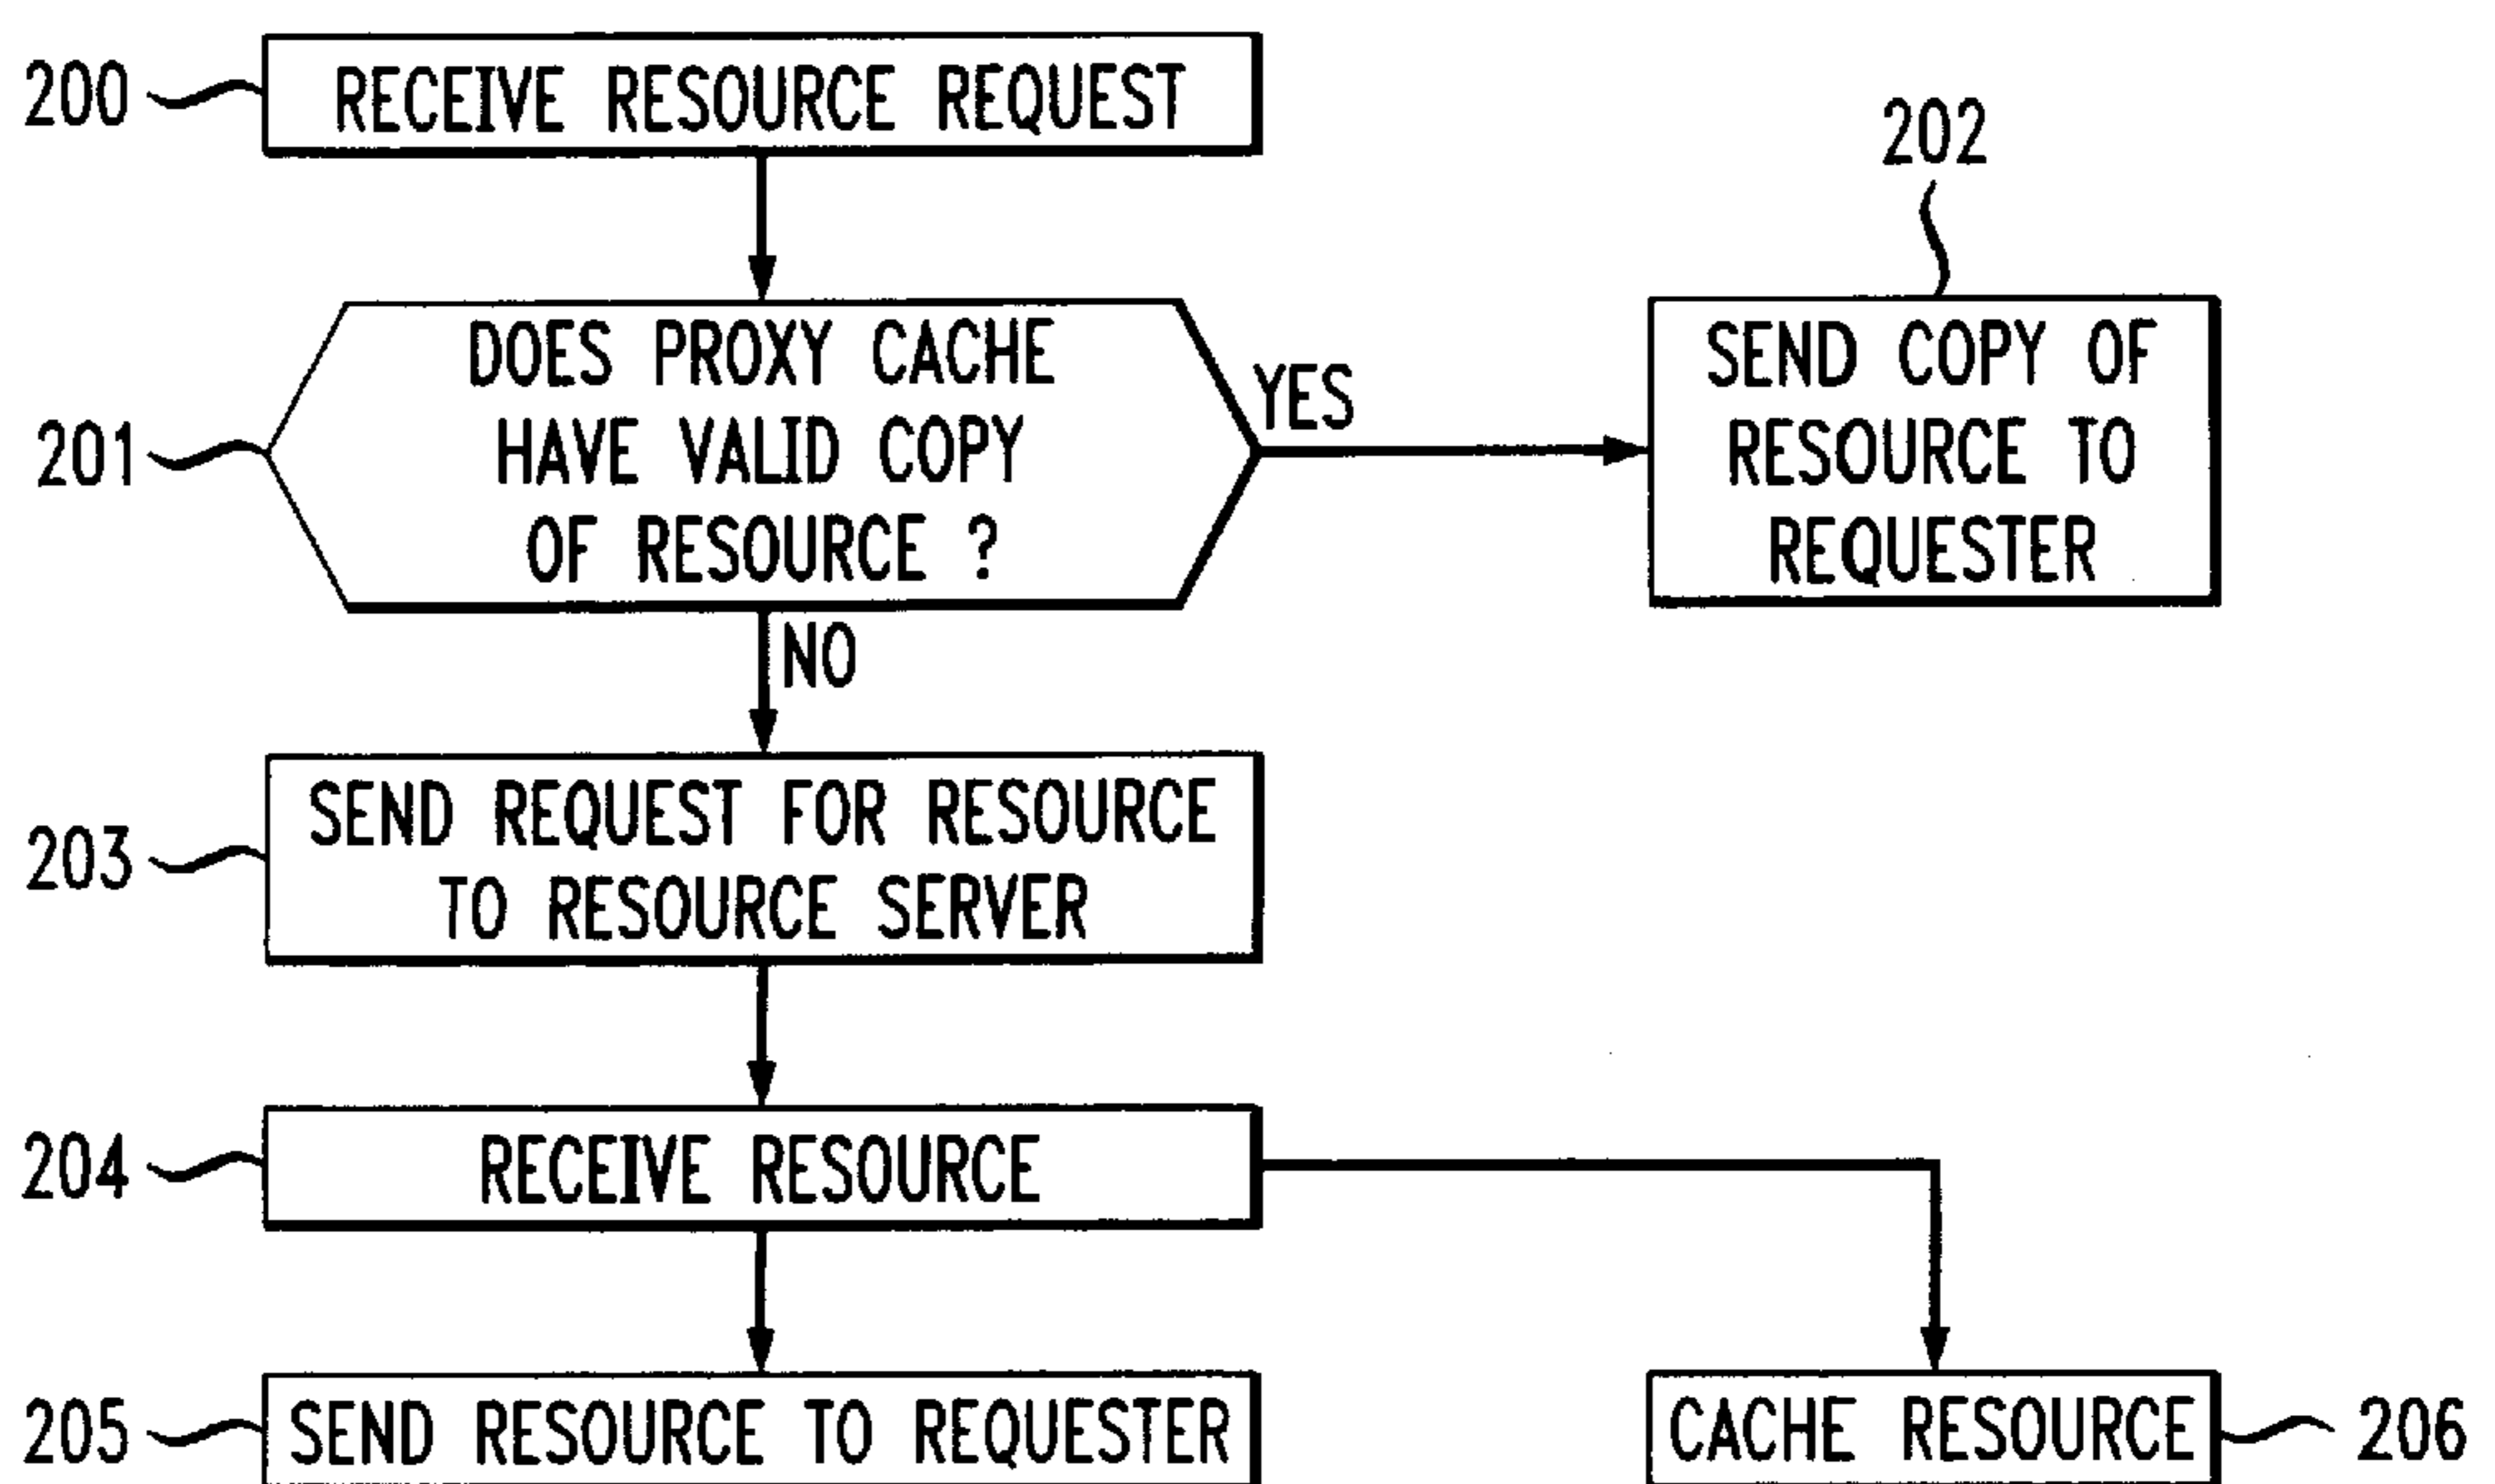 200
RECEIVE RESOURCE REQUEST
202
201
DOES PROXY CACHE
HAVE VALID COPY
OF RESOURCE ?
YES
SEND COPY OF
RESOURCE TO
REQUESTER
NO
203
SEND REQUEST FOR RESOURCE
TO RESOURCE SERVER
204
RECEIVE RESOURCE
205
SEND RESOURCE TO REQUESTER
CACHE RESOURCE
206